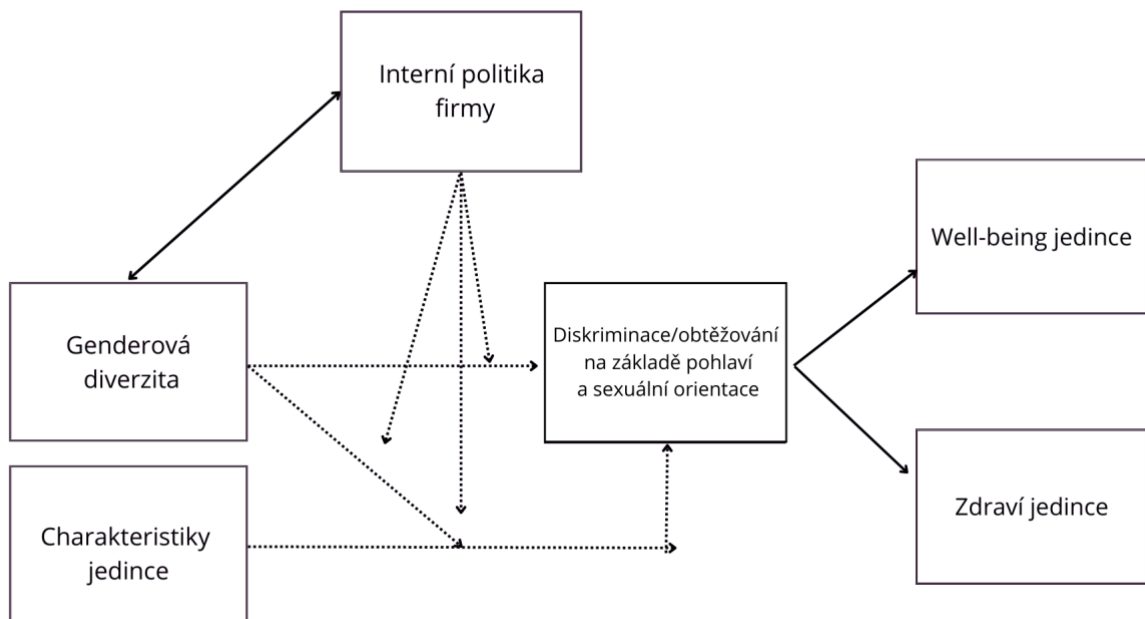 Interní politika
firmy
Well-being jedince
Genderová
diverzita
Diskriminace/obtěžování
na základě pohlaví
a sexuální orientace
Charakteristiky
jedince
Zdraví jedince